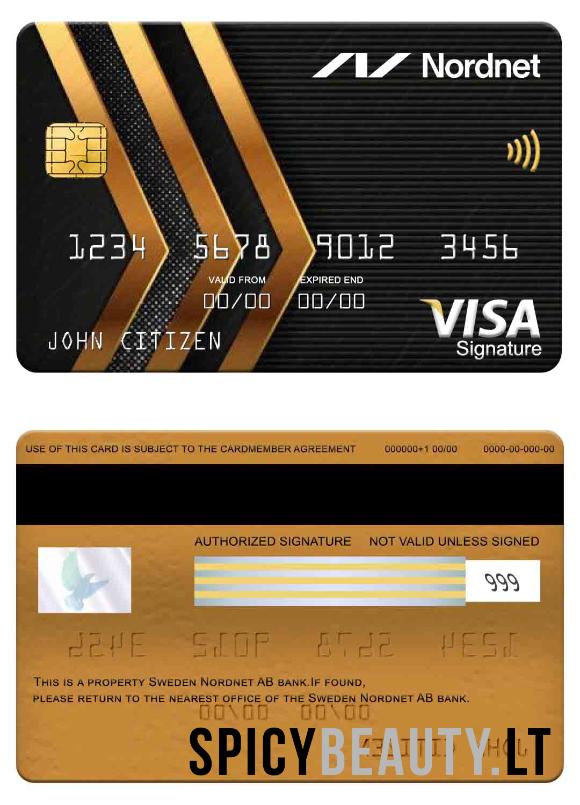 Nordnet
1234 5678 9012 3456
VALID FROM EXPIRED END
00/00 00/00
VISA
JOHN CITIZEN
Signature
USE OF THIS CARD IS SUBJECT TO THE CARDMEMBER AGREEMENT 000000+1 00/00 0000-00-000-00
AUTHORIZED SIGNATURE NOT VALID UNLESS SIGNED
999
THIS IS A PROPERTY SWEDEN NORDNET AB BANK.IF FOUND,
PLEASE RETURN TO THE NEAREST OFFICE OF THE SWEDEN NORDNET AB BANK.
00/00 00/00
SPICYBEAUTY.LT